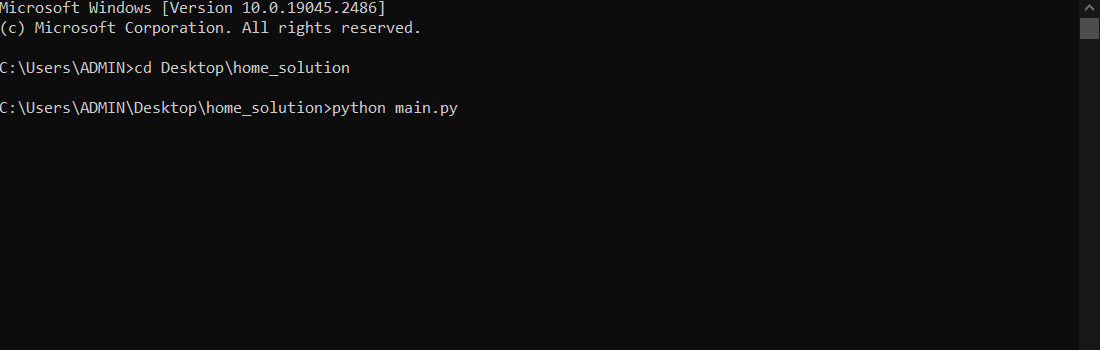 Microsoft Windows [Version 10.0.19045.2486]
(c) Microsoft Corporation. All rights reserved.
C:\Users\ADMIN>cd Desktop\home_solution
C:\Users\ADMIN\Desktop\home_solution>python main.py